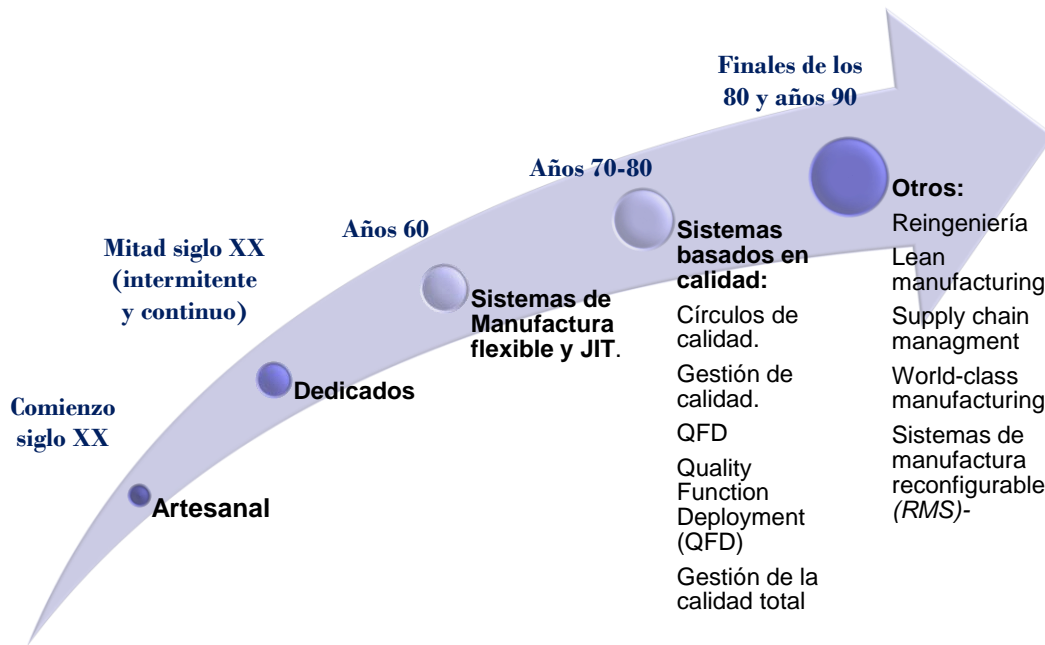 Comienzo
siglo XX
Artesanal
Mitad siglo XX
(intermitente
y continuo)
Dedicados
Años 60
Sistemas de
Manufactura
flexible y JIT.
Años 70-80
Sistemas
basados en
calidad:
Círculos de
calidad.
Gestión de
calidad.
QFD
Quality
Function
Deployment
(QFD)
Gestión de la
calidad total
Finales de los
80 y años 90
Otros:
Reingeniería
Lean
manufacturing
Supply chain
managment
World-class
manufacturing
Sistemas de
manufactura
reconfigurable
(RMS)-